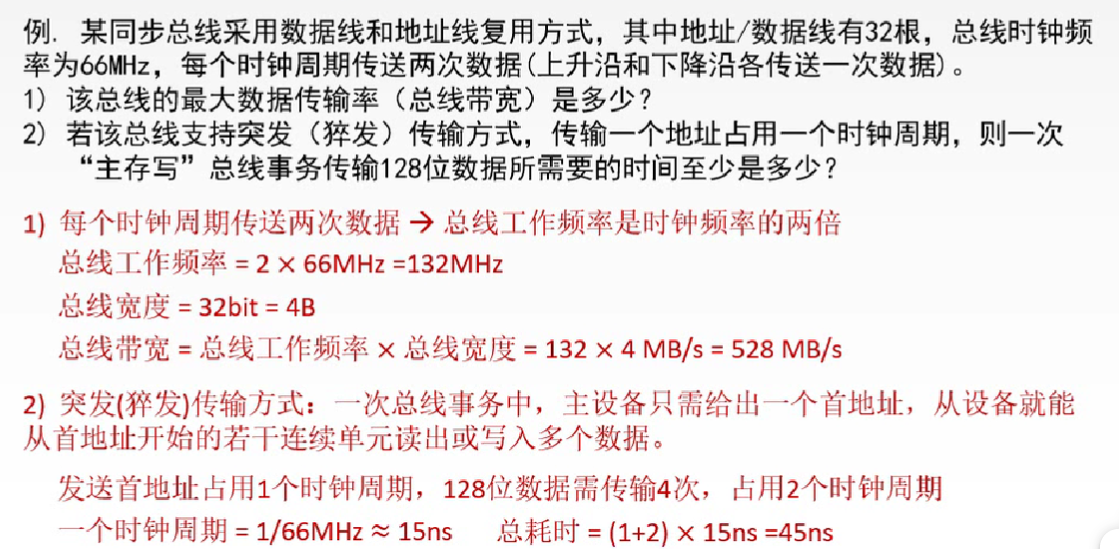 例. 某同步总线采用数据线和地址线复用方式，其中地址/数据线有32根，总线时钟频
率为66MHz，每个时钟周期传送两次数据(上升沿和下降沿各传送一次数据)。
1) 该总线的最大数据传输率（总线带宽）是多少？
2) 若该总线支持突发（猝发）传输方式，传输一个地址占用一个时钟周期，则一次
“主存写”总线事务传输128位数据所需要的时间至少是多少？
1) 每个时钟周期传送两次数据 → 总线工作频率是时钟频率的两倍
总线工作频率 = 2 × 66MHz =132MHz
总线宽度 = 32bit = 4B
总线带宽 = 总线工作频率 × 总线宽度 = 132 × 4 MB/s = 528 MB/s
2) 突发(猝发)传输方式：一次总线事务中，主设备只需给出一个首地址，从设备就能
从首地址开始的若干连续单元读出或写入多个数据。
发送首地址占用1个时钟周期，128位数据需传输4次，占用2个时钟周期
一个时钟周期 = 1/66MHz ≈ 15ns 总耗时 = (1+2) × 15ns =45ns